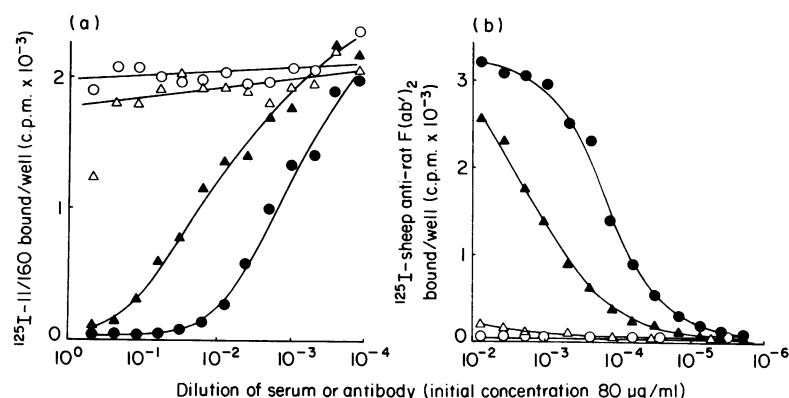 (a)
¹²⁵I-11/160 bound/well (c.p.m. x 10⁻³)
2
1
0
10⁰ 10⁻¹ 10⁻² 10⁻³ 10⁻⁴
(b)
¹²⁵I-sheep anti-rat F(ab')₂
bound/well (c.p.m. x 10⁻³)
3
2
1
0
10⁻² 10⁻³ 10⁻⁴ 10⁻⁵ 10⁻⁶
Dilution of serum or antibody (initial concentration 80 µg/ml)